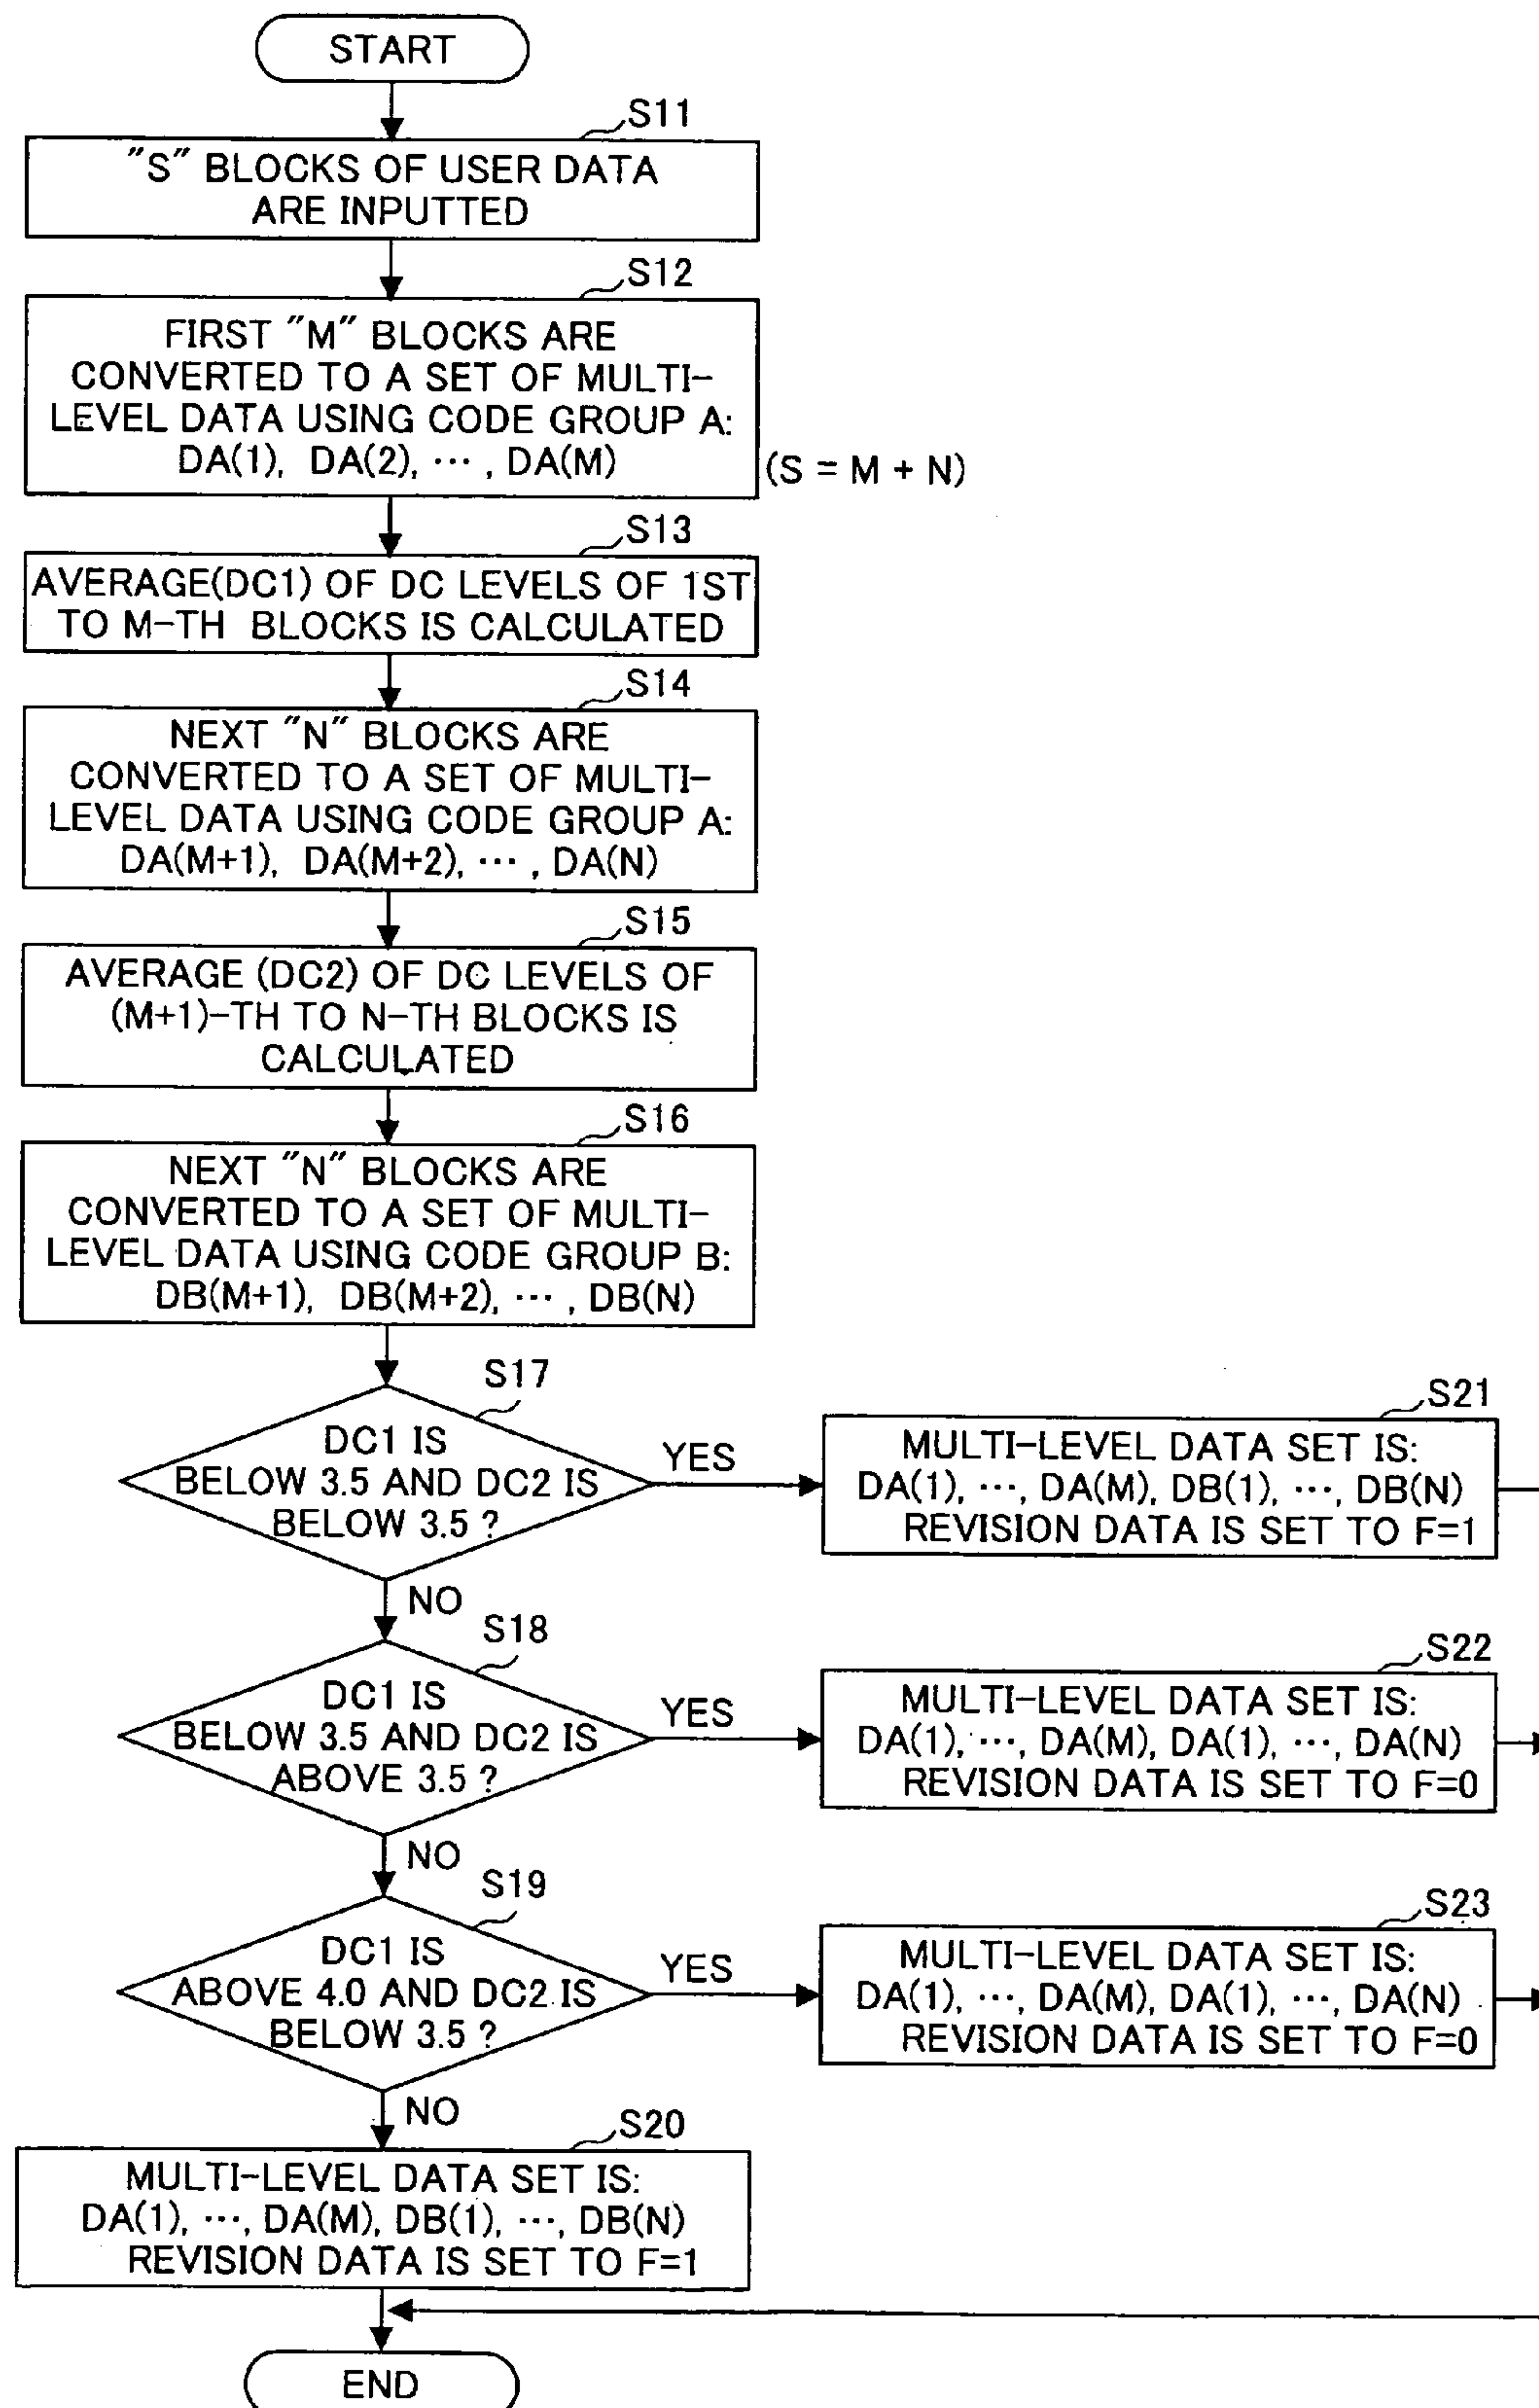 START
S11
"S" BLOCKS OF USER DATA
ARE INPUTTED
S12
FIRST "M" BLOCKS ARE
CONVERTED TO A SET OF MULTI-
LEVEL DATA USING CODE GROUP A:
DA(1), DA(2), ··· , DA(M)
(S = M + N)
S13
AVERAGE(DC1) OF DC LEVELS OF 1ST
TO M-TH BLOCKS IS CALCULATED
S14
NEXT "N" BLOCKS ARE
CONVERTED TO A SET OF MULTI-
LEVEL DATA USING CODE GROUP A:
DA(M+1), DA(M+2), ··· , DA(N)
S15
AVERAGE (DC2) OF DC LEVELS OF
(M+1)-TH TO N-TH BLOCKS IS
CALCULATED
S16
NEXT "N" BLOCKS ARE
CONVERTED TO A SET OF MULTI-
LEVEL DATA USING CODE GROUP B:
DB(M+1), DB(M+2), ··· , DB(N)
S17
DC1 IS
BELOW 3.5 AND DC2 IS
BELOW 3.5 ?
YES
S21
MULTI-LEVEL DATA SET IS:
DA(1), ···, DA(M), DB(1), ···, DB(N)
REVISION DATA IS SET TO F=1
NO
S18
DC1 IS
BELOW 3.5 AND DC2 IS
ABOVE 3.5 ?
YES
S22
MULTI-LEVEL DATA SET IS:
DA(1), ···, DA(M), DA(1), ···, DA(N)
REVISION DATA IS SET TO F=0
NO
S19
DC1 IS
ABOVE 4.0 AND DC2 IS
BELOW 3.5 ?
YES
S23
MULTI-LEVEL DATA SET IS:
DA(1), ···, DA(M), DA(1), ···, DA(N)
REVISION DATA IS SET TO F=0
NO
S20
MULTI-LEVEL DATA SET IS:
DA(1), ···, DA(M), DB(1), ···, DB(N)
REVISION DATA IS SET TO F=1
END